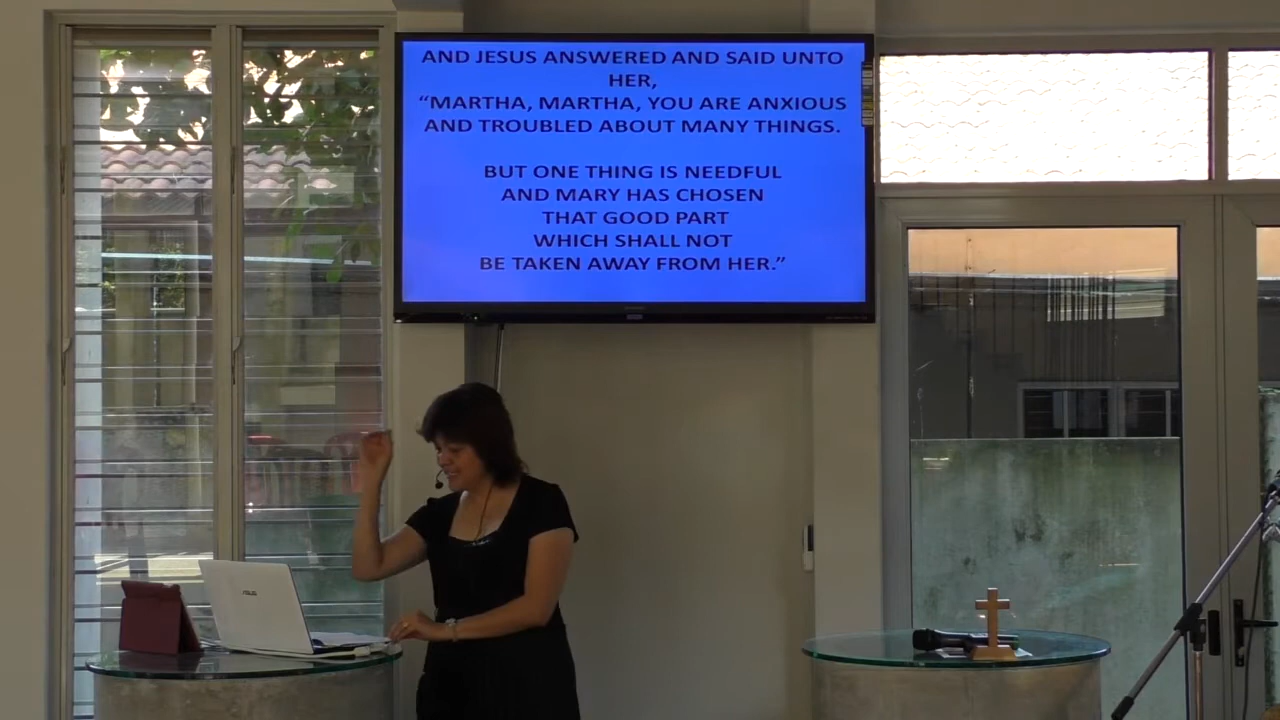 AND JESUS ANSWERED AND SAID UNTO
HER,
“MARTHA, MARTHA, YOU ARE ANXIOUS
AND TROUBLED ABOUT MANY THINGS.
BUT ONE THING IS NEEDFUL
AND MARY HAS CHOSEN
THAT GOOD PART
WHICH SHALL NOT
BE TAKEN AWAY FROM HER.”
ASUS